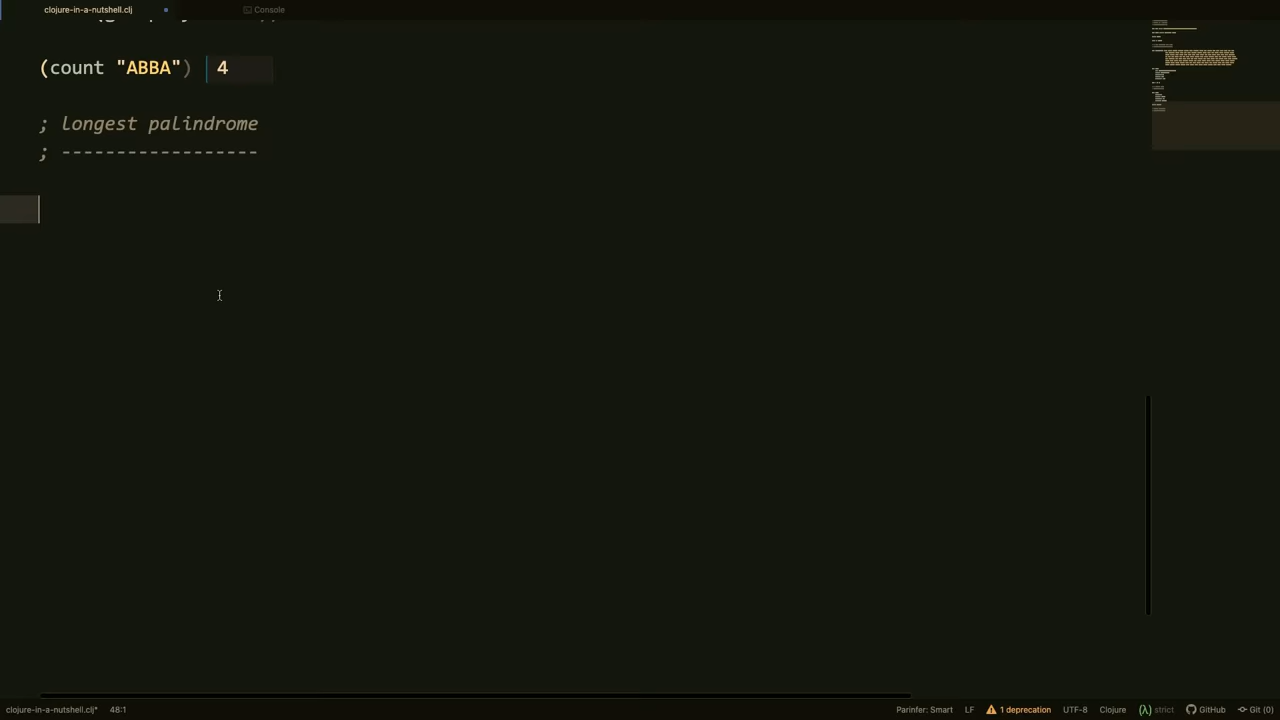 clojure-in-a-nutshell.clj Console
(count "ABBA") 4
; longest palindrome
; ------------------
clojure-in-a-nutshell.clj* 48:1 Parinfer: Smart LF 1 deprecation UTF-8 Clojure (λ) strict GitHub Git (0)